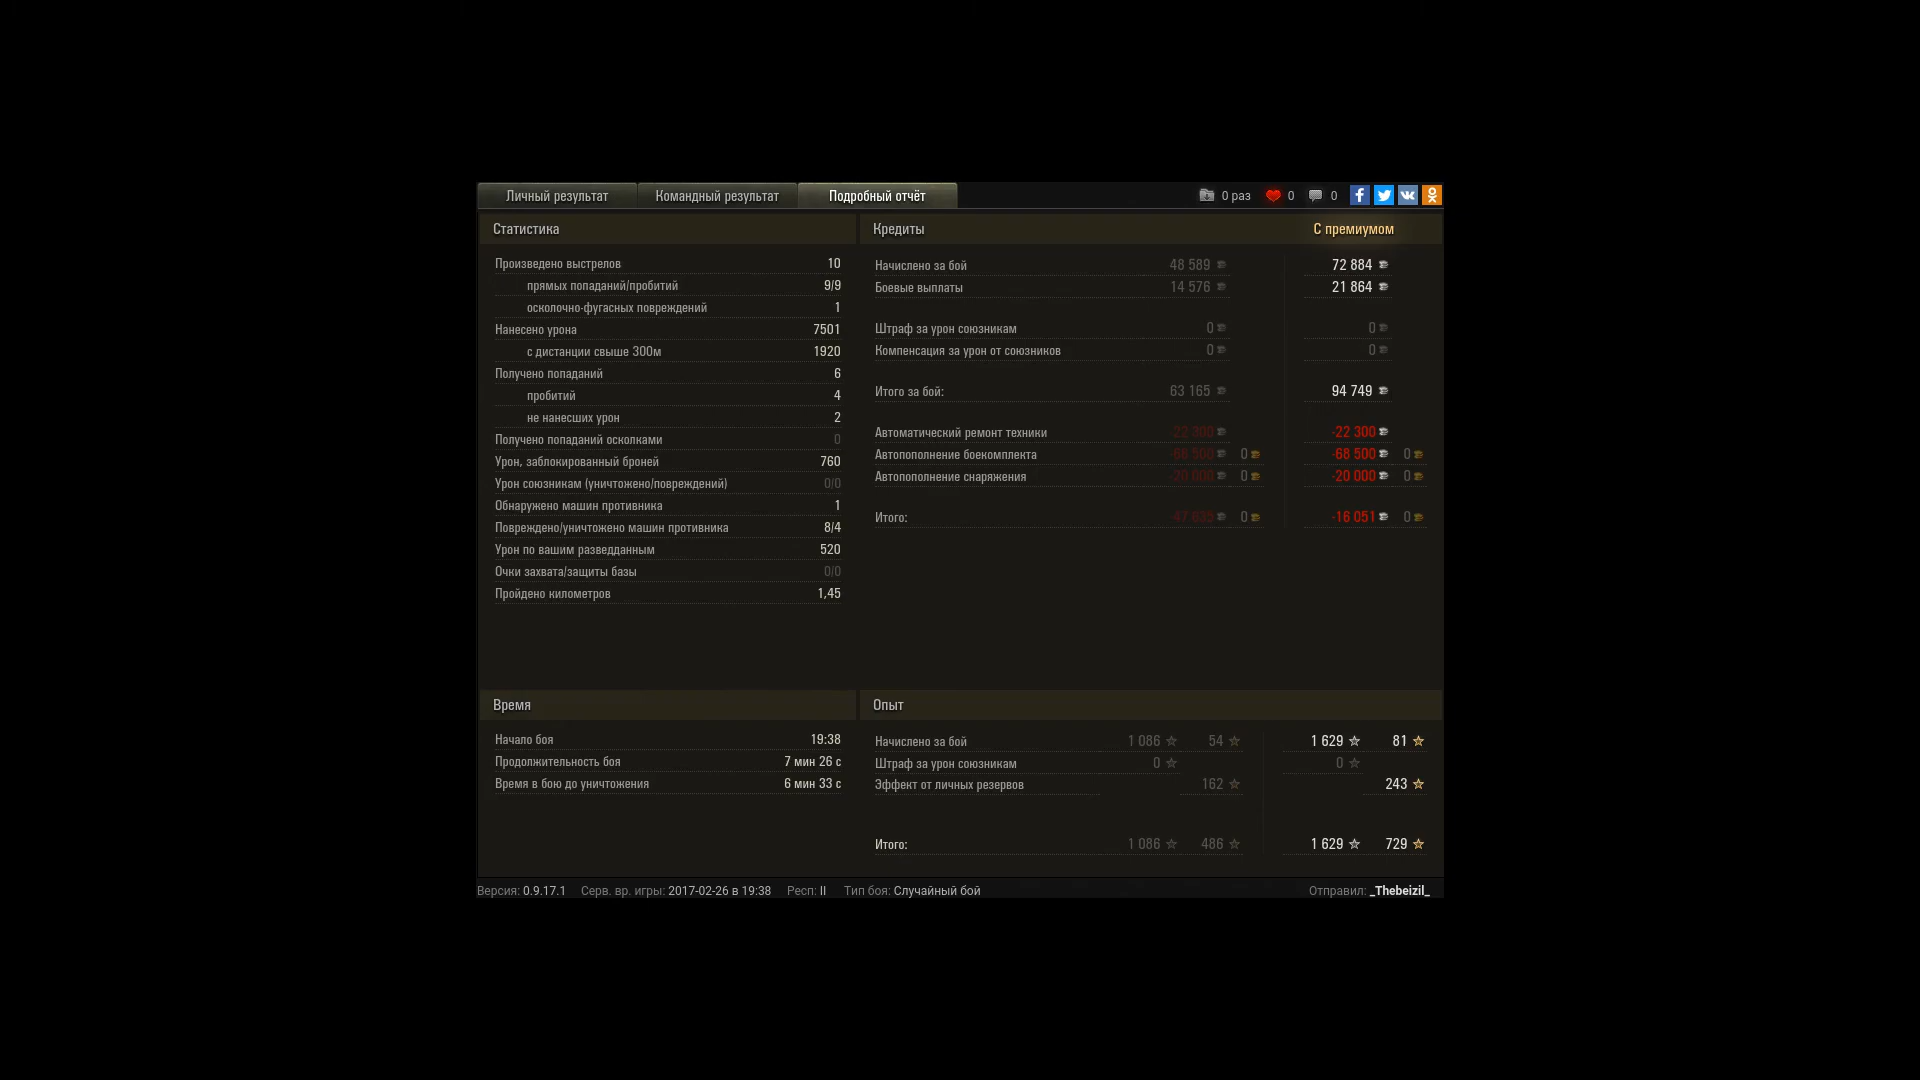 Личный результат Командный результат Подробный отчёт 0 раз 0 0
Статистика
Произведено выстрелов 10
прямых попаданий/пробитий 9/9
осколочно-фугасных повреждений 1
Нанесено урона 7501
с дистанции свыше 300м 1920
Получено попаданий 6
пробитий 4
не нанесших урон 2
Получено попаданий осколками 0
Урон, заблокированный броней 760
Урон союзникам (уничтожено/повреждений) 0/0
Обнаружено машин противника 1
Повреждено/уничтожено машин противника 8/4
Урон по вашим разведданным 520
Очки захвата/защиты базы 0/0
Пройдено километров 1,45
Кредиты С премиумом
Начислено за бой 48 589 72 884
Боевые выплаты 14 576 21 864
Штраф за урон союзникам 0 0
Компенсация за урон от союзников 0 0
Итого за бой: 63 165 94 749
Автоматический ремонт техники -22 300 -22 300
Автопополнение боекомплекта -68 500 0 -68 500 0
Автопополнение снаряжения -20 000 0 -20 000 0
Итого: -47 635 0 -16 051 0
Время
Начало боя 19:38
Продолжительность боя 7 мин 26 с
Время в бою до уничтожения 6 мин 33 с
Опыт
Начислено за бой 1 086 54 1 629 81
Штраф за урон союзникам 0 0
Эффект от личных резервов 162 243
Итого: 1 086 486 1 629 729
Версия: 0.9.17.1 Серв. вр. игры: 2017-02-26 в 19:38 Респ: II Тип боя: Случайный бой Отправил: _Thebeizil_